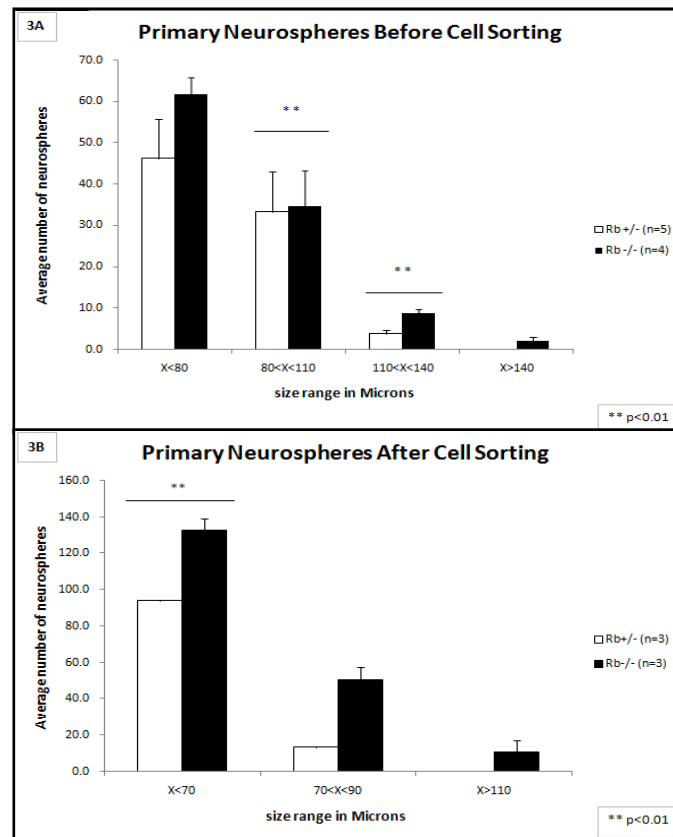 3A
Primary Neurospheres Before Cell Sorting
Average number of neurospheres
70.0
60.0
50.0
40.0
30.0
20.0
10.0
0.0
**
**
X<80
80<X<110
110<X<140
X>140
size range in Microns
Rb +/- (n=5)
Rb -/- (n=4)
** p<0.01
3B
Primary Neurospheres After Cell Sorting
Average number of neurospheres
160.0
140.0
120.0
100.0
80.0
60.0
40.0
20.0
0.0
**
X<70
70<X<90
X>110
size range in Microns
Rb+/- (n=3)
Rb-/- (n=3)
** p<0.01